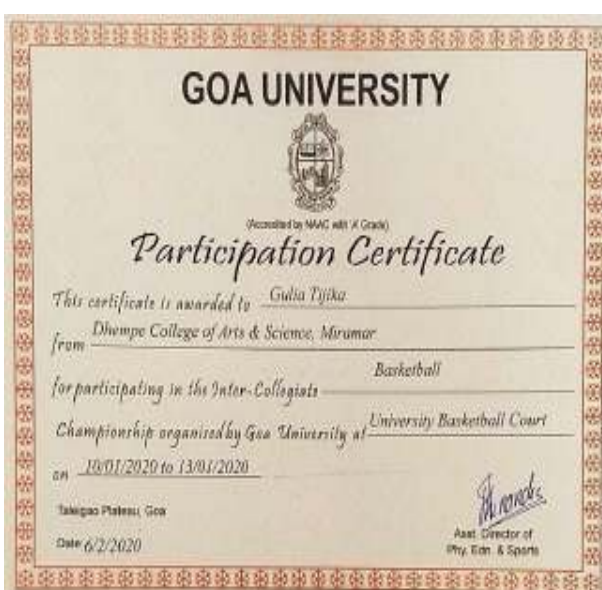 GOA UNIVERSITY
(Accredited by NAAC with 'A' Grade)
Participation Certificate
This certificate is awarded to Gulia Tijika
from Dhempe College of Arts & Science, Miramar
for participating in the Inter-Collegiate Basketball
Championship organised by Goa University at University Basketball Court
on 10/01/2020 to 13/01/2020
Taleigao Plateau, Goa
Date: 6/2/2020
Asst. Director of
Phy. Edn. & Sports